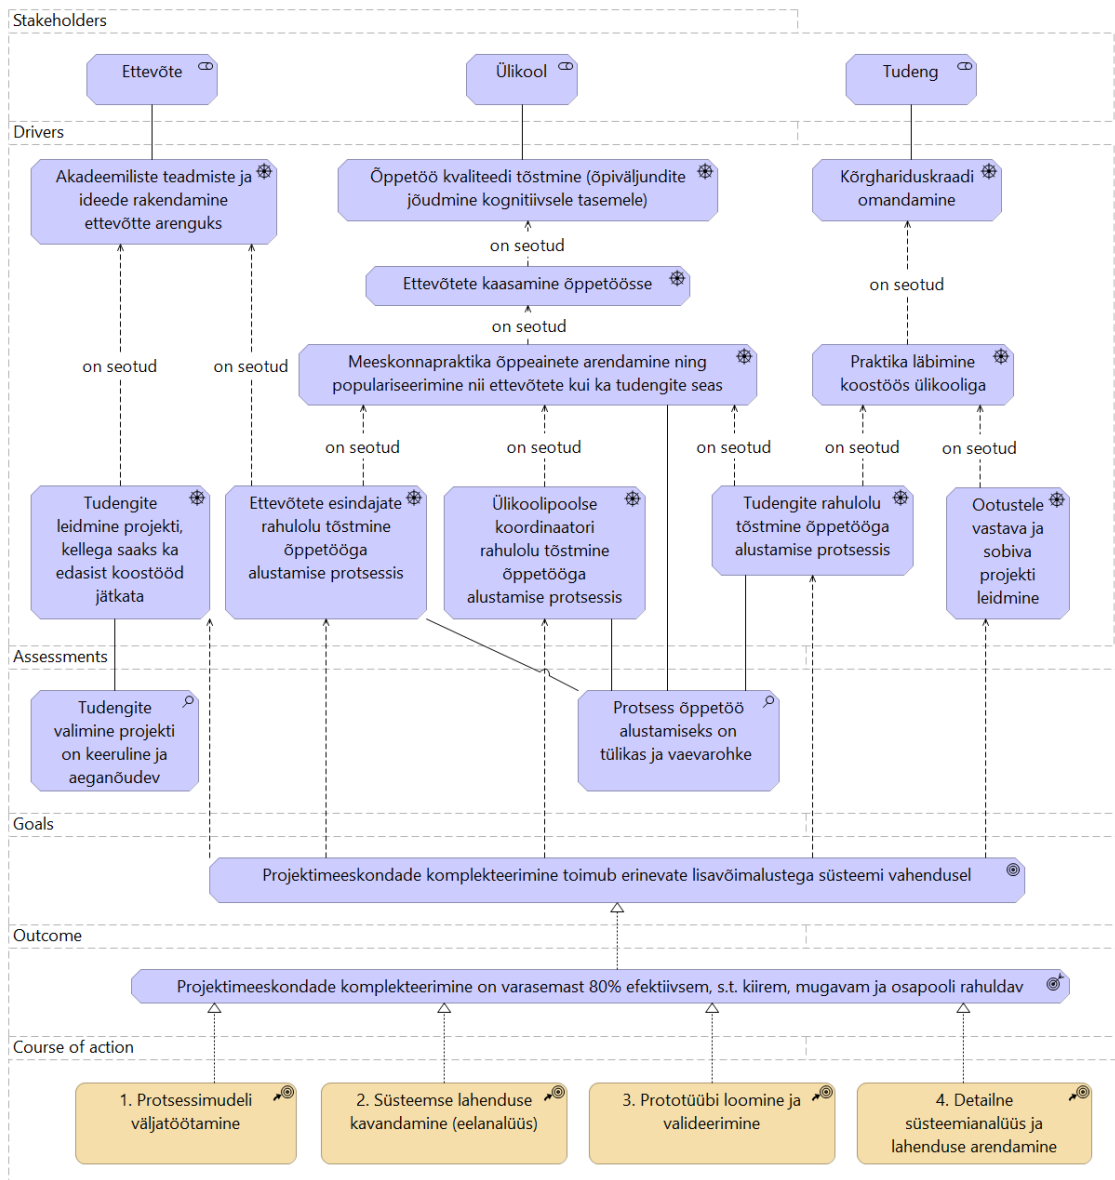 Stakeholders
Ettevõte
Ülikool
Tudeng
Drivers
Akadeemiliste teadmiste ja
ideede rakendamine
ettevõtte arenguks
Õppetöö kvaliteedi tõstmine (õpiväljundite
jõudmine kognitiivsele tasemele)
Kõrghariduskraadi
omandamine
on seotud
Ettevõtete kaasamine õppetöösse
on seotud
on seotud
Meeskonnapraktika õppeainete arendamine ning
populariseerimine nii ettevõtete kui ka tudengite seas
Praktika läbimine
koostöös ülikooliga
on seotud
on seotud
on seotud
on seotud
on seotud
on seotud
on seotud
Tudengite
leidmine projekti,
kellega saaks ka
edasist koostööd
jätkata
Ettevõtete esindajate
rahulolu tõstmine
õppetööga
alustamise protsessis
Ülikoolipoolse
koordinaatori
rahulolu tõstmine
õppetööga
alustamise protsessis
Tudengite rahulolu
tõstmine õppetööga
alustamise protsessis
Ootustele
vastava ja
sobiva
projekti
leidmine
Assessments
Tudengite
valimine projekti
on keeruline ja
aeganõudev
Protsess õppetöö
alustamiseks on
tülikas ja vaevarohke
Goals
Projektimeeskondade komplekteerimine toimub erinevate lisavõimalustega süsteemi vahendusel
Outcome
Projektimeeskondade komplekteerimine on varasemast 80% efektiivsem, s.t. kiirem, mugavam ja osapooli rahuldav
Course of action
1. Protsessimudeli
väljatöötamine
2. Süsteemse lahenduse
kavandamine (eelanalüüs)
3. Prototüübi loomine ja
valideerimine
4. Detailne
süsteemianalüüs ja
lahenduse arendamine